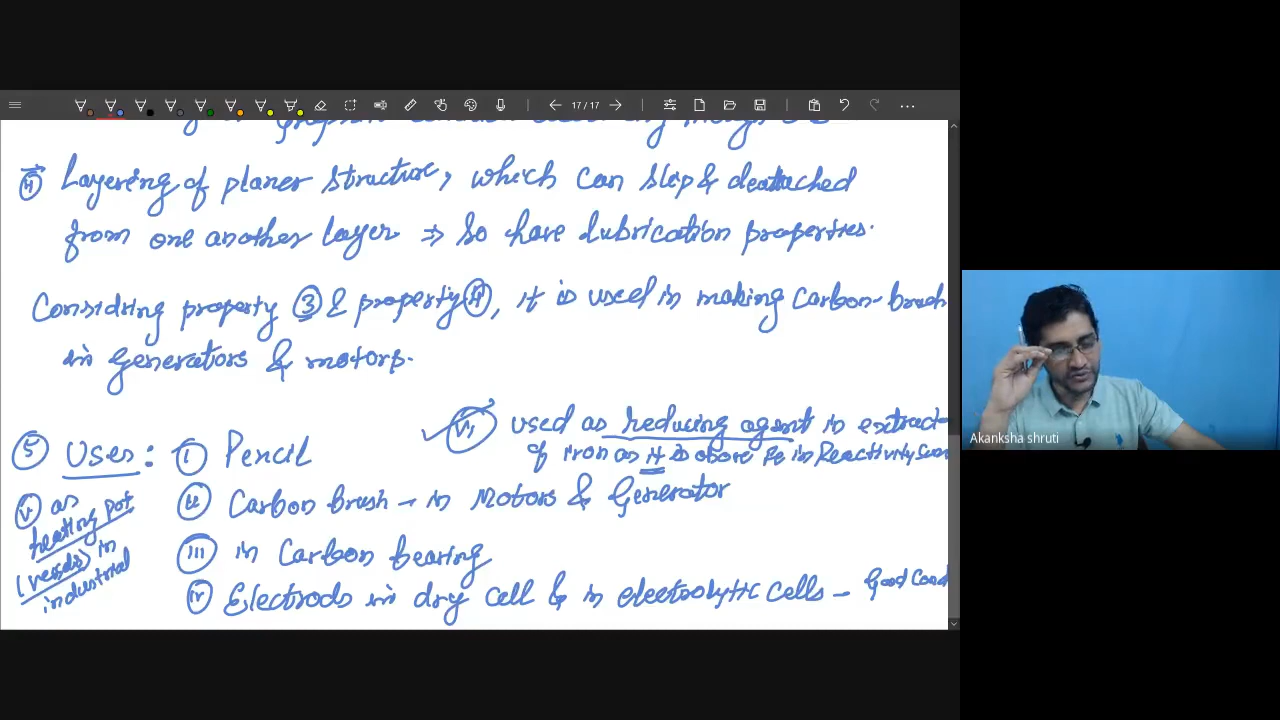 17/17
④ Layering of planer structure, which can slip & deattached
from one another layer. ⇒ So have lubrication properties.
Considring property ③ & property ④, it is used in making Carbon-brush
in generators & motors.
⑤ Uses: (i) Pencil
(ii) Carbon brush - in Motors & Generator
(iii) in Carbon bearing
(iv) Electrods in dry cell & in electrolytic cells - Good Cond
(v) as
heating pot
(vessels) in
industrial
(vi) used as reducing agent in extract
of iron as it is above Fe in Reactivity
Akanksha shruti